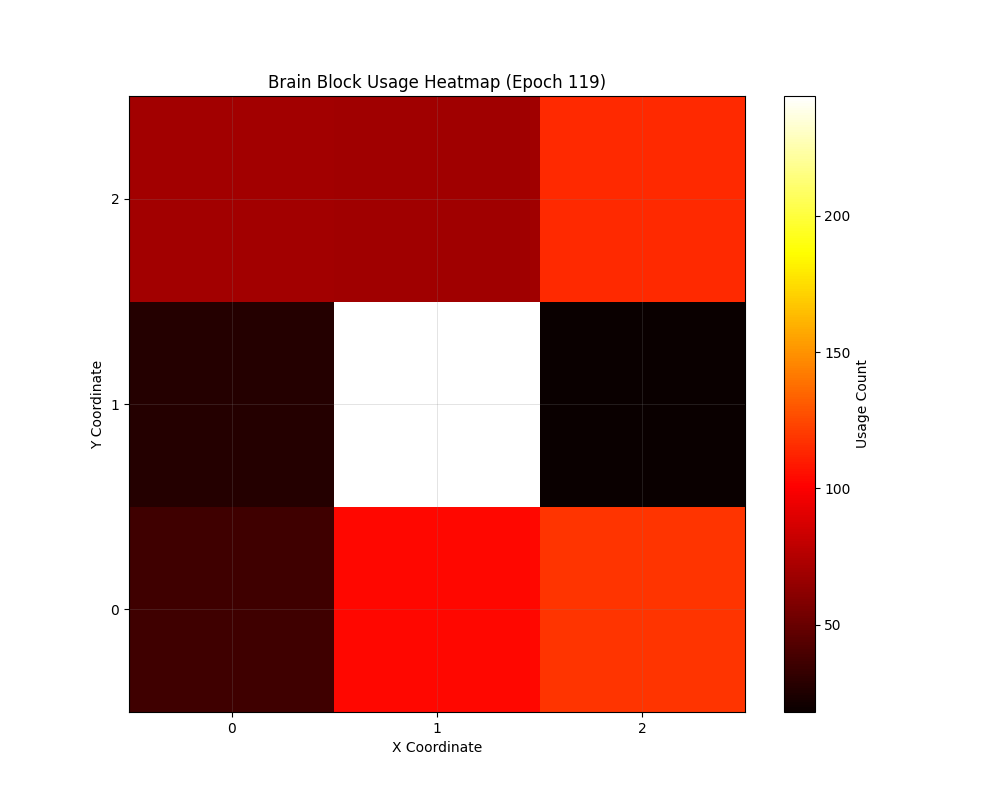 Brain Block Usage Heatmap (Epoch 119)
2
1
0
Y Coordinate
0
1
2
X Coordinate
200
150
100
50
Usage Count